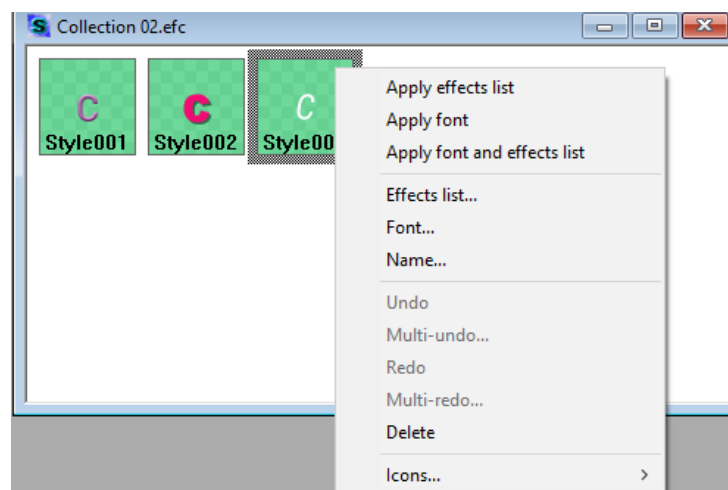 Collection 02.efc
C
C
C
Style001
Style002
Style00
Apply effects list
Apply font
Apply font and effects list
Effects list...
Font...
Name...
Undo
Multi-undo...
Redo
Multi-redo...
Delete
Icons...